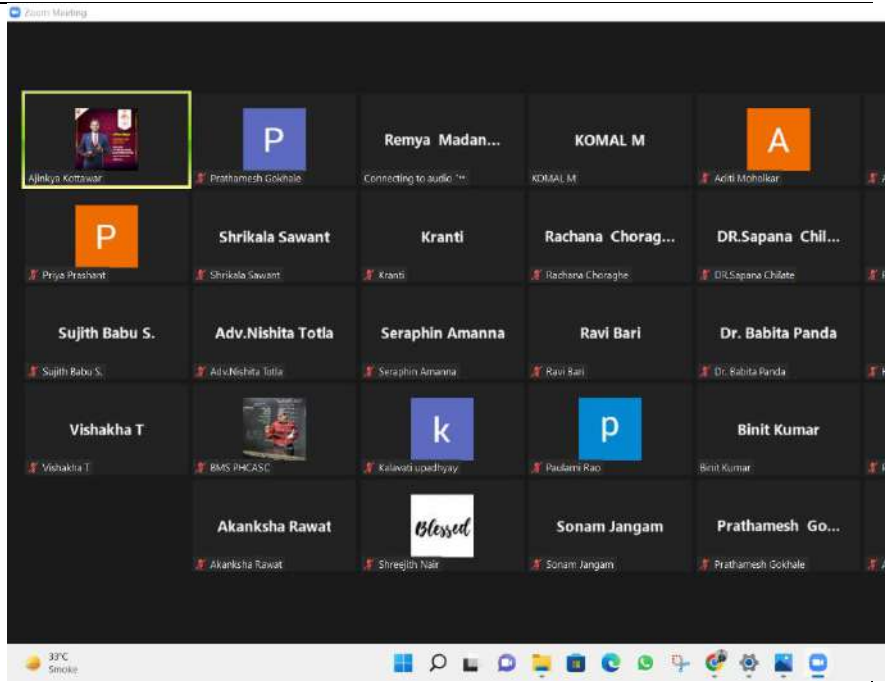 Zoom Meeting
Ajinkya Kottawar
P
Prathamesh Gokhale
Remya Madan...
Connecting to audio
KOMAL M
KOMAL M
A
Aditi Moholkar
P
Priya Prashant
Shrikala Sawant
Shrikala Sawant
Kranti
Kranti
Rachana Chorag...
Rachana Choraghe
DR.Sapana Chil...
DR.Sapana Chilate
Sujith Babu S.
Sujith Babu S.
Adv.Nishita Totla
Adv.Nishita Totla
Seraphin Amanna
Seraphin Amanna
Ravi Bari
Ravi Bari
Dr. Babita Panda
Dr. Babita Panda
Vishakha T
Vishakha T
BMS PHCASC
k
Kalavati upadhyay
p
Paulami Rao
Binit Kumar
Binit Kumar
Akanksha Rawat
Akanksha Rawat
Blessed
Shreejith Nair
Sonam Jangam
Sonam Jangam
Prathamesh Go...
Prathamesh Gokhale
33°C
Smoke